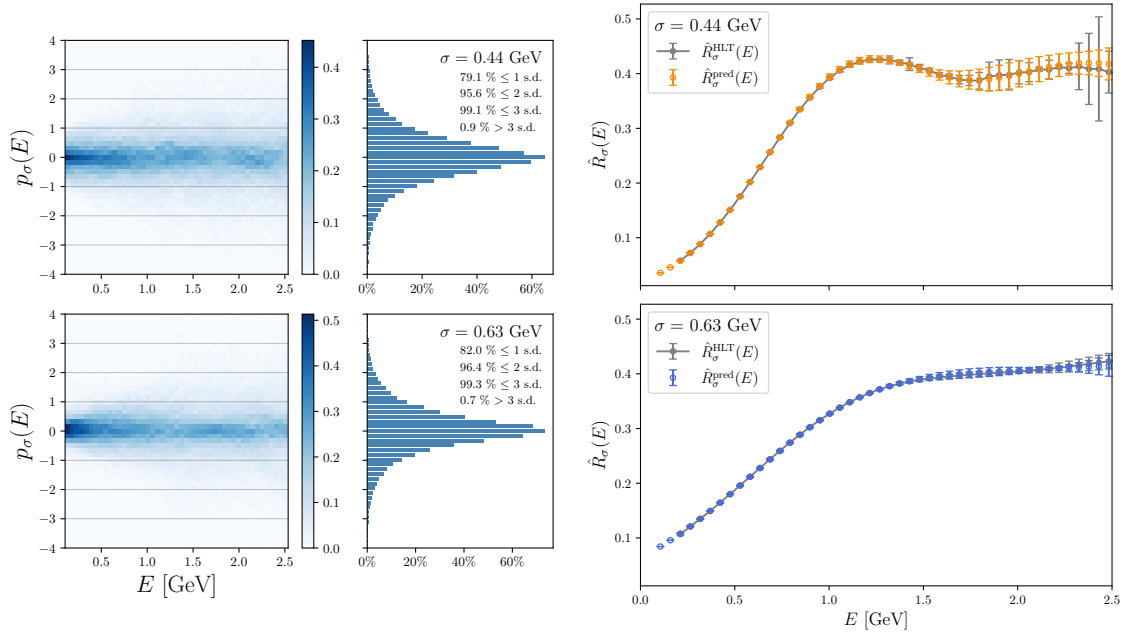 4
3
2
1
0
−1
−2
−3
−4
p_σ(E)
0.5 1.0 1.5 2.0 2.5
0.4
0.3
0.2
0.1
0.0
σ = 0.44 GeV
79.1 % ≤ 1 s.d.
95.6 % ≤ 2 s.d.
99.1 % ≤ 3 s.d.
0.9 % > 3 s.d.
0% 20% 40% 60%
4
3
2
1
0
−1
−2
−3
−4
p_σ(E)
0.5 1.0 1.5 2.0 2.5
E [GeV]
0.5
0.4
0.3
0.2
0.1
0.0
σ = 0.63 GeV
82.0 % ≤ 1 s.d.
96.4 % ≤ 2 s.d.
99.3 % ≤ 3 s.d.
0.7 % > 3 s.d.
0% 20% 40% 60%
σ = 0.44 GeV
R̂_σ^HLT(E)
R̂_σ^pred(E)
0.5
0.4
0.3
0.2
0.1
R̂_σ(E)
σ = 0.63 GeV
R̂_σ^HLT(E)
R̂_σ^pred(E)
0.5
0.4
0.3
0.2
0.1
R̂_σ(E)
0.0 0.5 1.0 1.5 2.0 2.5
E [GeV]